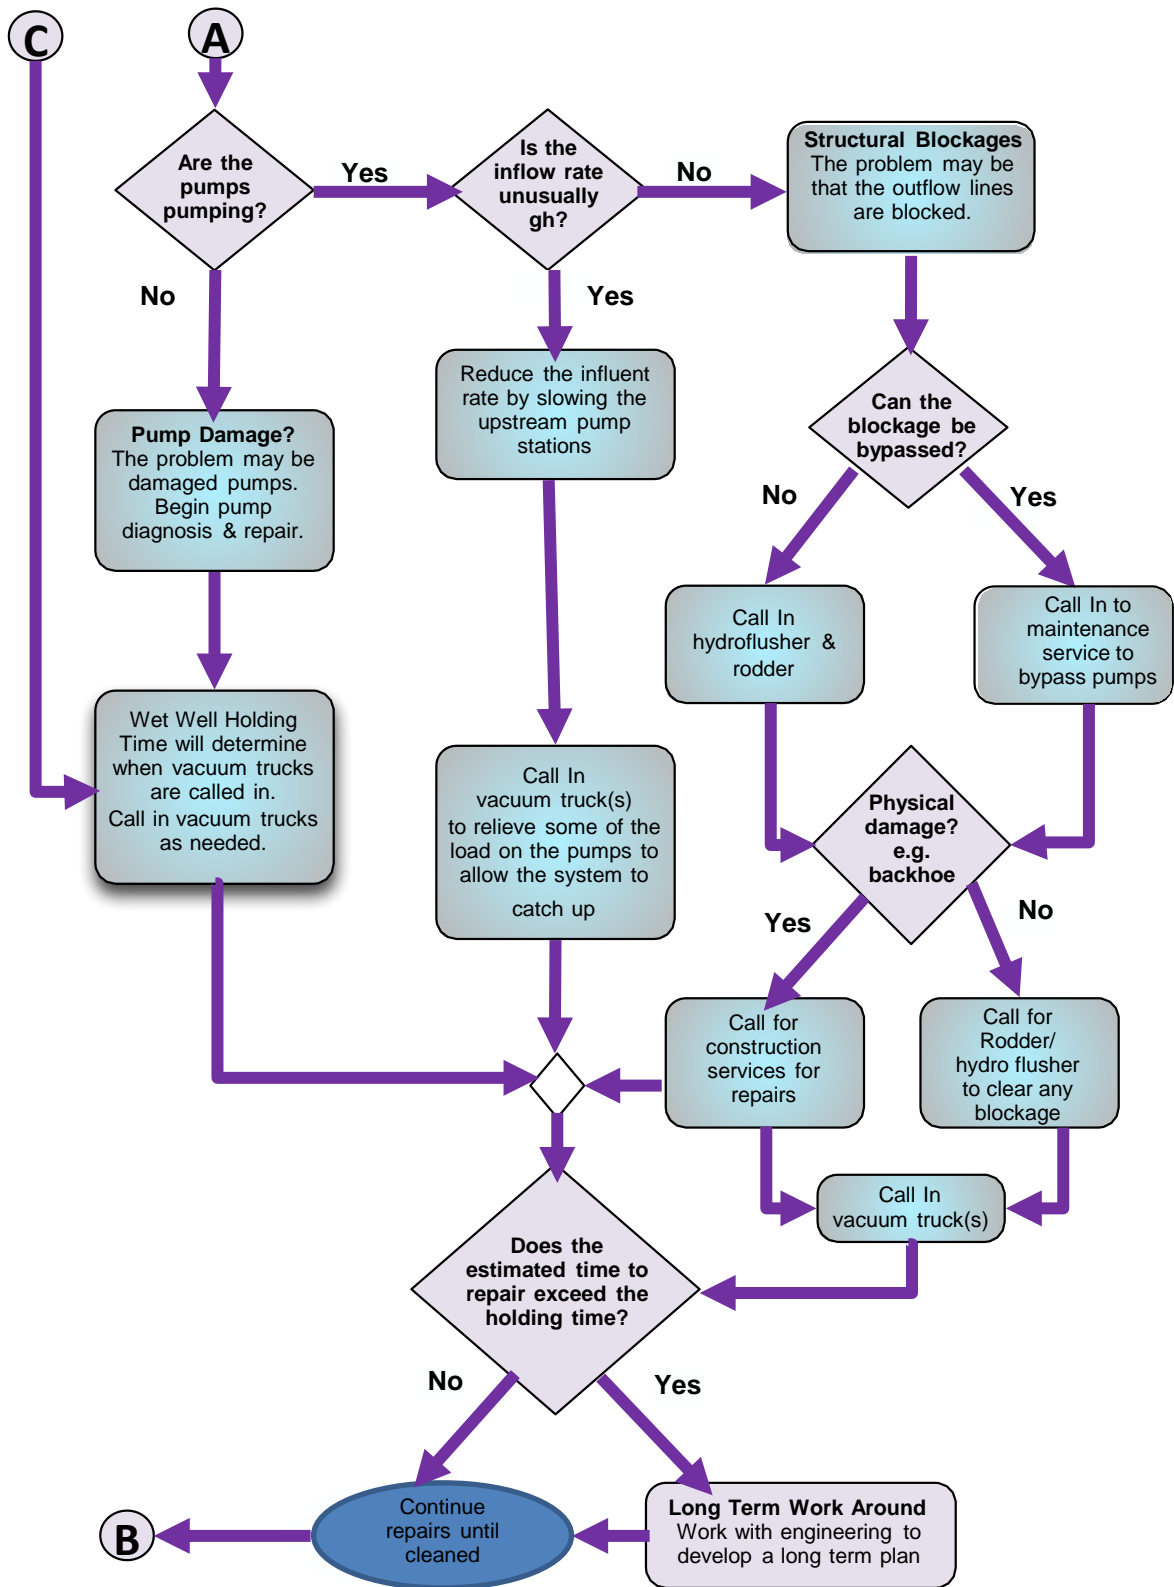 C
A
Are the
pumps
pumping?
Yes
Is the
inflow rate
unusually
gh?
No
Structural Blockages
The problem may be
that the outflow lines
are blocked.
No
Yes
Reduce the influent
rate by slowing the
upstream pump
stations
Can the
blockage be
bypassed?
Pump Damage?
The problem may be
damaged pumps.
Begin pump
diagnosis & repair.
No
Yes
Call In
hydroflusher &
rodder
Call In to
maintenance
service to
bypass pumps
Wet Well Holding
Time will determine
when vacuum trucks
are called in.
Call in vacuum trucks
as needed.
Call In
vacuum truck(s)
to relieve some of the
load on the pumps to
allow the system to
catch up
Physical
damage?
e.g.
backhoe
Yes
No
Call for
construction
services for
repairs
Call for
Rodder/
hydro flusher
to clear any
blockage
Call In
vacuum truck(s)
Does the
estimated time to
repair exceed the
holding time?
No
Yes
B
Continue
repairs until
cleaned
Long Term Work Around
Work with engineering to
develop a long term plan